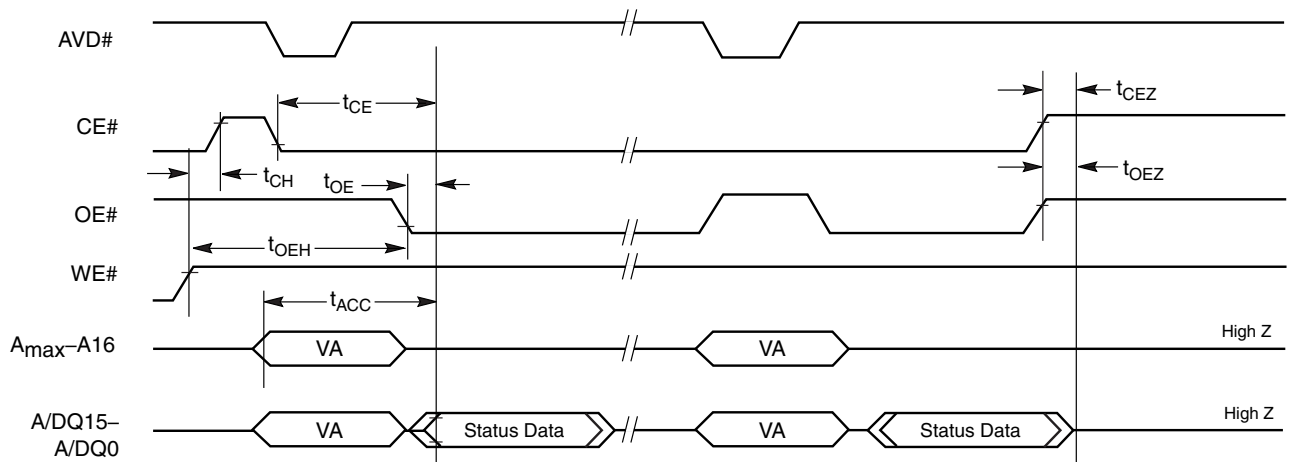 AVD#
tCEZ
tCE
CE#
tCH
tOE
tOEZ
OE#
tOEH
WE#
tACC
Amax–A16
VA
VA
High Z
A/DQ15–
A/DQ0
VA
Status Data
VA
Status Data
High Z